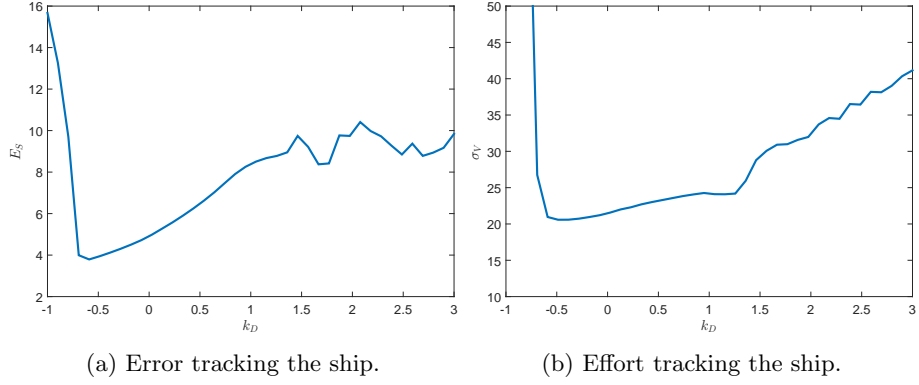 16
14
12
10
8
6
4
2
E_S
-1 -0.5 0 0.5 1 1.5 2 2.5 3
k_D
(a) Error tracking the ship.
50
45
40
35
30
25
20
15
10
σ_V
-1 -0.5 0 0.5 1 1.5 2 2.5 3
k_D
(b) Effort tracking the ship.